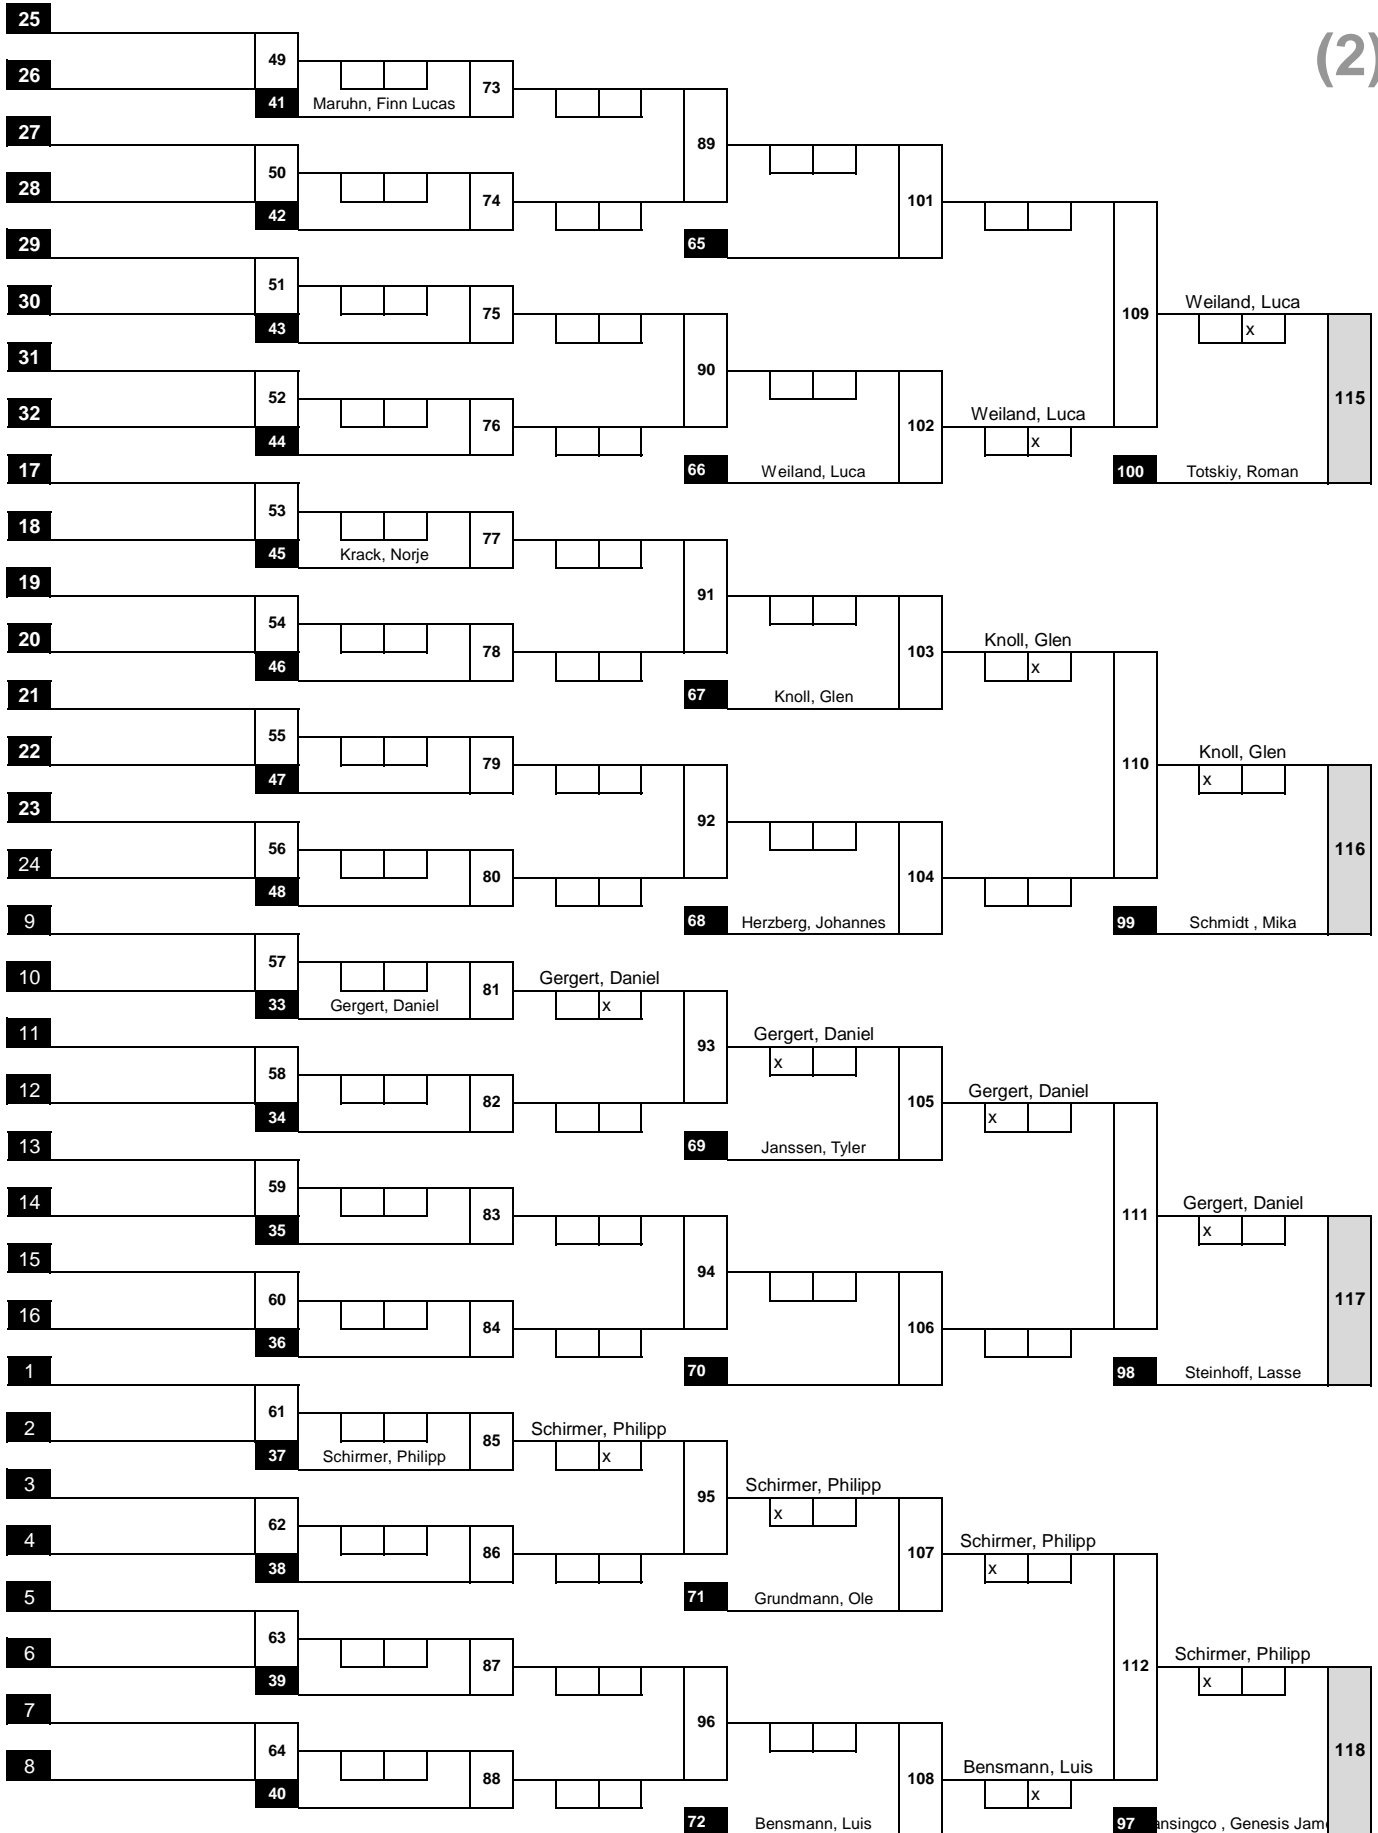 25
(2)
49
26
73
41 Maruhn, Finn Lucas
27
89
50
28
74
101
42
29
65
51
30
Weiland, Luca
75
109
x
43
31
90
52
115
32
Weiland, Luca
76
102
44
x
17
66 Weiland, Luca
100 Totskiy, Roman
53
18
77
45 Krack, Norje
19
91
54
20
Knoll, Glen
78
103
46
x
21
67 Knoll, Glen
55
22
Knoll, Glen
79
110
47
x
23
92
56
116
24
80
104
48
9
68 Herzberg, Johannes
99 Schmidt , Mika
57
10
Gergert, Daniel
81
33 Gergert, Daniel
x
11
Gergert, Daniel
93
58
x
12
Gergert, Daniel
82
105
34
x
13
69 Janssen, Tyler
59
14
Gergert, Daniel
83
111
35
x
15
94
60
117
16
84
106
36
1
70
98 Steinhoff, Lasse
61
2
Schirmer, Philipp
85
37 Schirmer, Philipp
x
3
Schirmer, Philipp
95
62
x
4
Schirmer, Philipp
86
107
38
x
5
71 Grundmann, Ole
63
6
Schirmer, Philipp
87
112
39
x
7
96
64
118
8
Bensmann, Luis
88
108
40
x
72 Bensmann, Luis
97 , Genesis